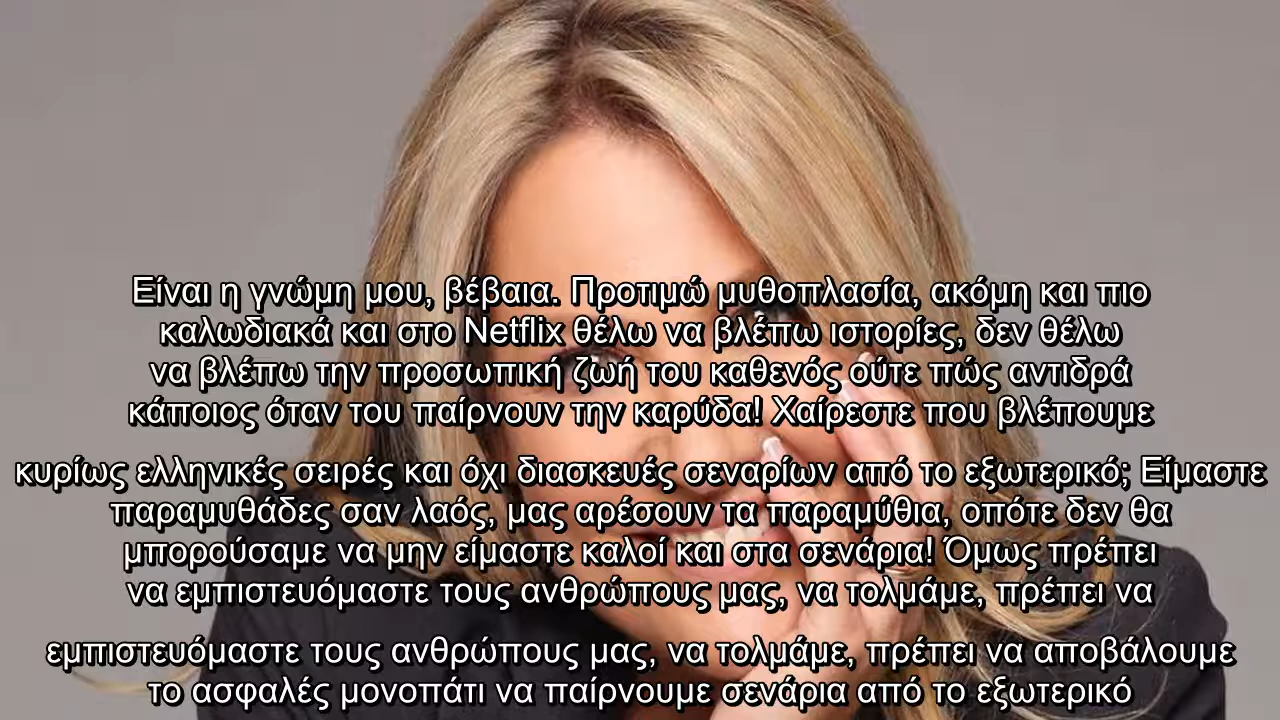 Είναι η γνώμη μου, βέβαια. Προτιμώ μυθοπλασία, ακόμη και πιο
καλωδιακά και στο Netflix θέλω να βλέπω ιστορίες, δεν θέλω
να βλέπω την προσωπική ζωή του καθενός ούτε πώς αντιδρά
κάποιος όταν του παίρνουν την καρύδα! Χαίρεστε που βλέπουμε
κυρίως ελληνικές σειρές και όχι διασκευές σεναρίων από το εξωτερικό; Είμαστε
παραμυθάδες σαν λαός, μας αρέσουν τα παραμύθια, οπότε δεν θα
μπορούσαμε να μην είμαστε καλοί και στα σενάρια! Όμως πρέπει
να εμπιστευόμαστε τους ανθρώπους μας, να τολμάμε, πρέπει να
εμπιστευόμαστε τους ανθρώπους μας, να τολμάμε, πρέπει να αποβάλουμε
το ασφαλές μονοπάτι να παίρνουμε σενάρια από το εξωτερικό